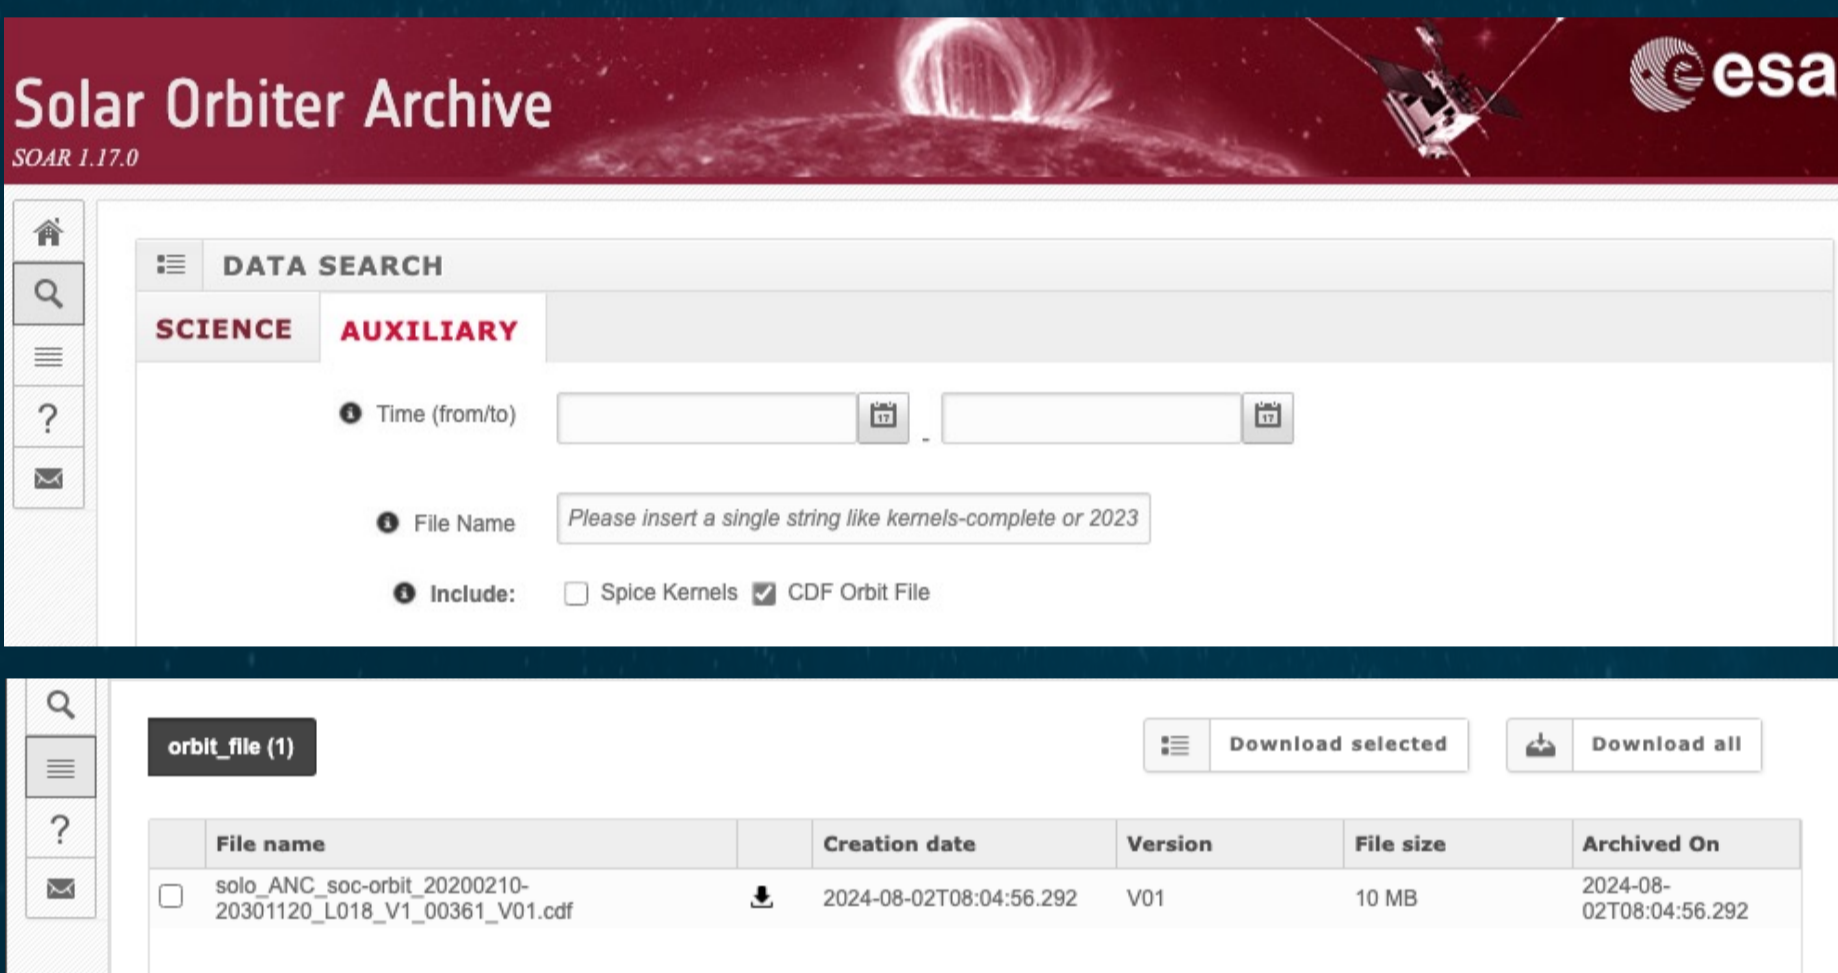 Solar Orbiter Archive
SOAR 1.17.0
esa
DATA SEARCH
SCIENCE AUXILIARY
Time (from/to) 17 - 17
File Name Please insert a single string like kernels-complete or 2023
Include: Spice Kernels CDF Orbit File
orbit_file (1) Download selected Download all
File name Creation date Version File size Archived On
solo_ANC_soc-orbit_20200210-
20301120_L018_V1_00361_V01.cdf 2024-08-02T08:04:56.292 V01 10 MB 2024-08-
02T08:04:56.292